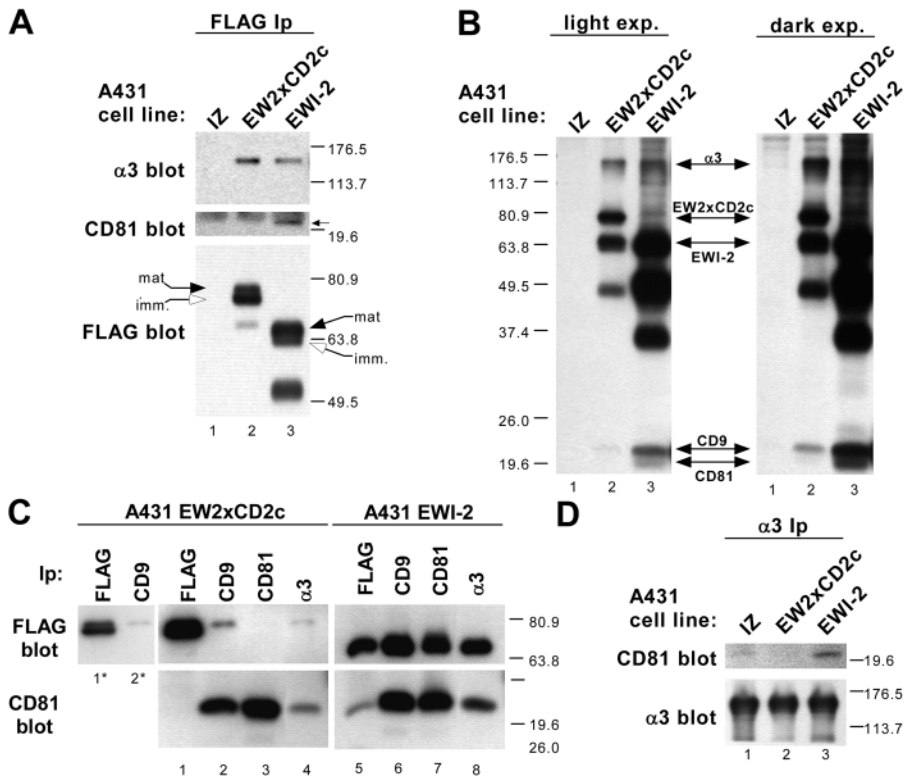 A
FLAG Ip
A431
cell line:
IZ
EW2xCD2c
EWI-2
α3 blot
176.5
113.7
CD81 blot
19.6
mat
imm.
FLAG blot
80.9
mat
63.8
imm.
49.5
1 2 3
B
light exp.
dark exp.
A431
cell line:
IZ
EW2xCD2c
EWI-2
IZ
EW2xCD2c
EWI-2
176.5
α3
113.7
80.9
EW2xCD2c
63.8
EWI-2
49.5
37.4
26.0
CD9
19.6
CD81
1 2 3
1 2 3
C
A431 EW2xCD2c
A431 EWI-2
Ip:
FLAG
CD9
FLAG
CD9
CD81
α3
FLAG
CD9
CD81
α3
FLAG
blot
80.9
63.8
1* 2*
CD81
blot
19.6
26.0
1 2 3 4 5 6 7 8
D
α3 Ip
A431
cell line:
IZ
EW2xCD2c
EWI-2
CD81 blot
19.6
α3 blot
176.5
113.7
1 2 3